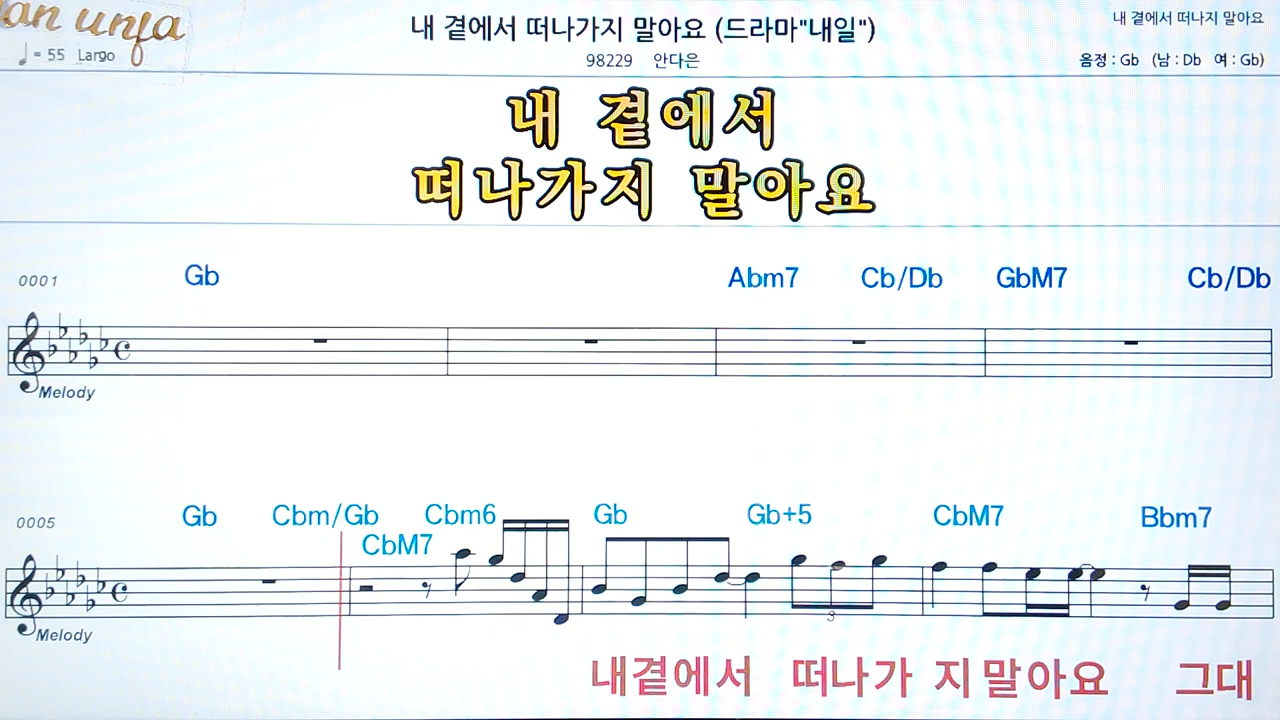 내 곁에서 떠나가지 말아요 (드라마"내일")
내 곁에서 떠나지 말아요
♩ = 55 Largo
98229 안다은
음정 : Gb (남 : Db 여 : Gb)
내 곁에서
떠나가지 말아요
0001 Gb Abm7 Cb/Db GbM7 Cb/Db
Melody
0005 Gb Cbm/Gb Cbm6 Gb Gb+5 CbM7 Bbm7
CbM7
Melody
3
내곁에서 떠나가 지말아요 그대